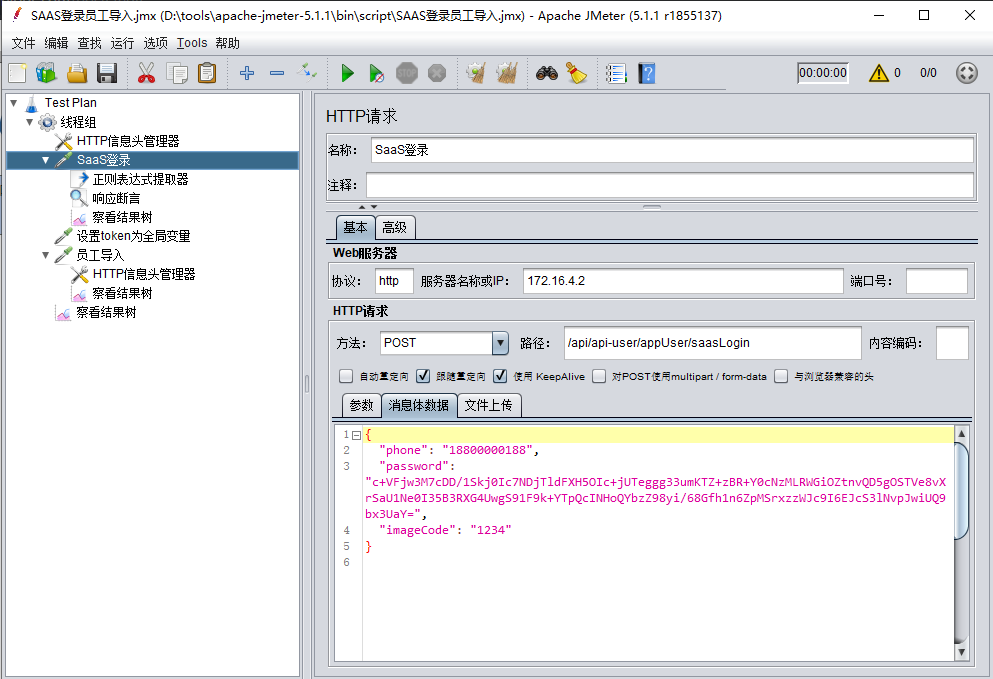 SAAS登录员工导入.jmx (D:\tools\apache-jmeter-5.1.1\bin\script\SAAS登录员工导入.jmx) - Apache JMeter (5.1.1 r1855137)
文件 编辑 查找 运行 选项 Tools 帮助
00:00:00 0 0/0
Test Plan
线程组
HTTP信息头管理器
SaaS登录
正则表达式提取器
响应断言
察看结果树
设置token为全局变量
员工导入
HTTP信息头管理器
察看结果树
察看结果树
HTTP请求
名称： SaaS登录
注释：
基本 高级
Web服务器
协议： http 服务器名称或IP： 172.16.4.2 端口号：
HTTP请求
方法： POST 路径： /api/api-user/appUser/saasLogin 内容编码：
自动重定向 跟随重定向 使用 KeepAlive 对POST使用multipart / form-data 与浏览器兼容的头
参数 消息体数据 文件上传
1 {
2 "phone": "18800000188",
3 "password":
"c+VFjw3M7cDD/1Skj0Ic7NDjTldFXH5OIc+jUTeggg33umKTZ+zBR+Y0cNzMLRWGiOZtnvQD5gOSTVe8vX
rSaU1Ne0I35B3RXG4UwgS91F9k+YTpQcINHoQYbzZ98yi/68Gfh1n6ZpMSrxzzWJc9I6EJcS3lNvpJwiUQ9
bx3UaY=",
4 "imageCode": "1234"
5 }
6